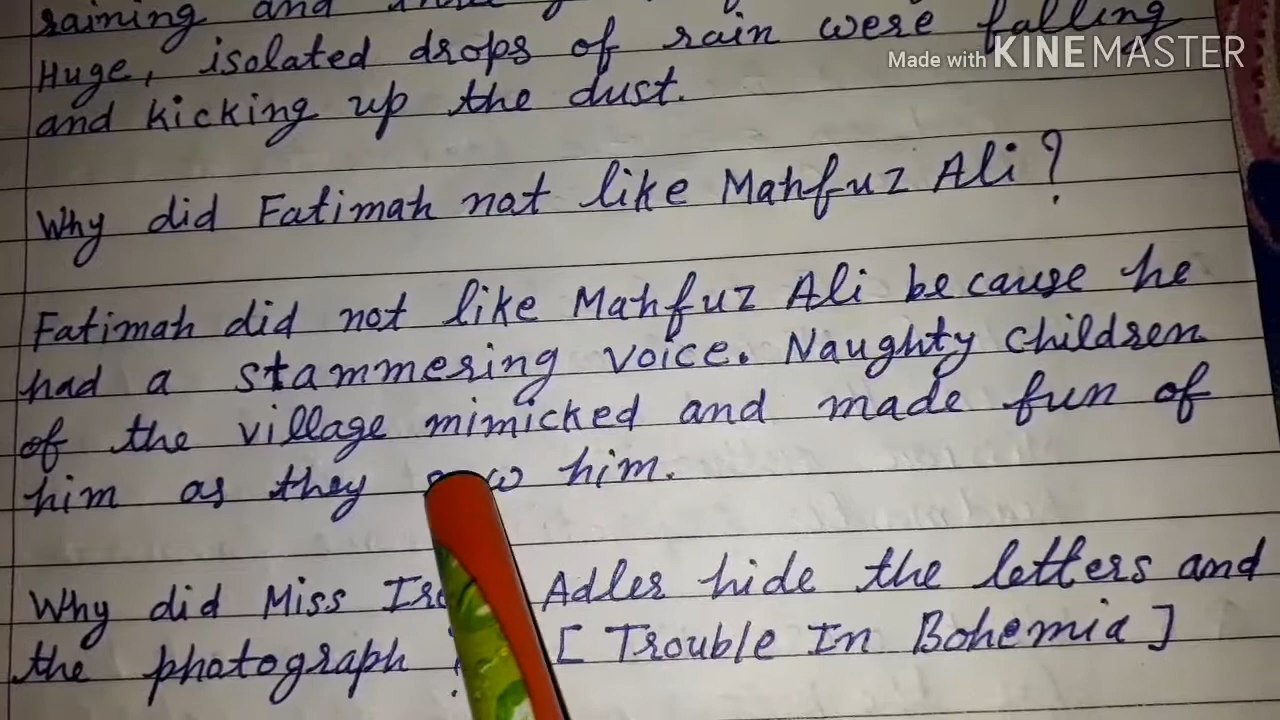 raining and
Huge, isolated drops of rain were falling
Made with KINEMASTER
and kicking up the dust.
Why did Fatimah not like Mahfuz Ali?
Fatimah did not like Mahfuz Ali because he
had a stammering voice. Naughty children
of the village mimicked and made fun of
him as they him.
Why did Miss Adler hide the letters and
the photograph ? [ Trouble In Bohemia ]